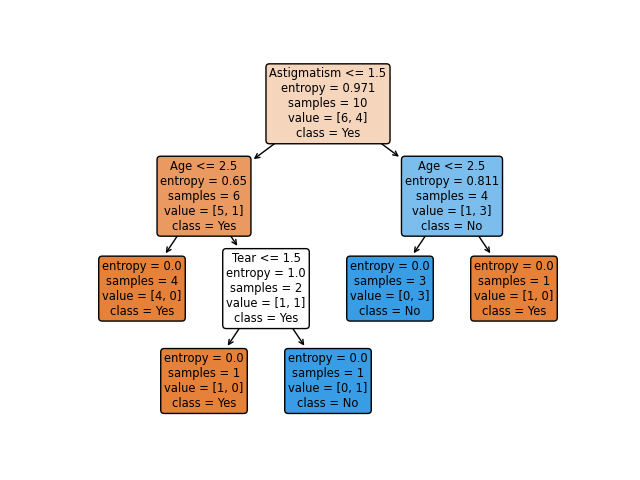 Astigmatism <= 1.5
entropy = 0.971
samples = 10
value = [6, 4]
class = Yes
Age <= 2.5
entropy = 0.65
samples = 6
value = [5, 1]
class = Yes
Age <= 2.5
entropy = 0.811
samples = 4
value = [1, 3]
class = No
entropy = 0.0
samples = 4
value = [4, 0]
class = Yes
Tear <= 1.5
entropy = 1.0
samples = 2
value = [1, 1]
class = Yes
entropy = 0.0
samples = 3
value = [0, 3]
class = No
entropy = 0.0
samples = 1
value = [1, 0]
class = Yes
entropy = 0.0
samples = 1
value = [1, 0]
class = Yes
entropy = 0.0
samples = 1
value = [0, 1]
class = No